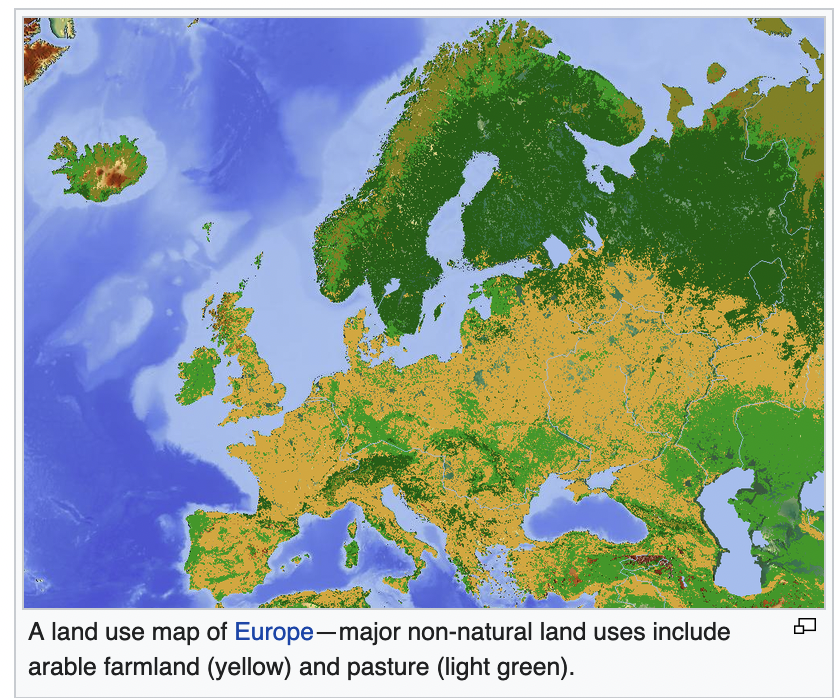 A land use map of Europe—major non-natural land uses include
arable farmland (yellow) and pasture (light green).